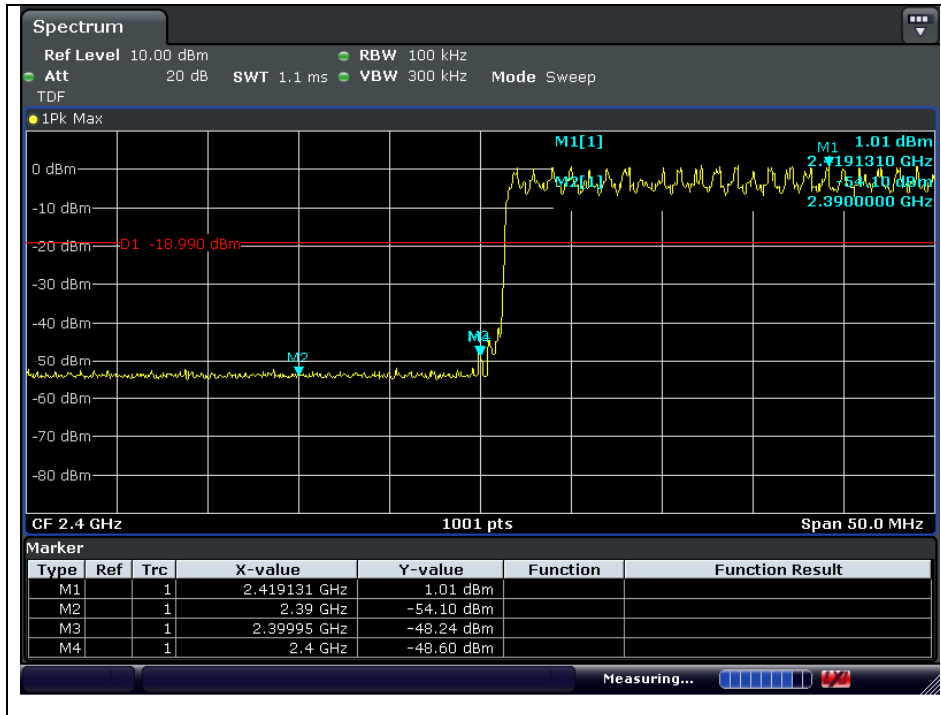 Spectrum
Ref Level 10.00 dBm RBW 100 kHz
Att 20 dB SWT 1.1 ms VBW 300 kHz Mode Sweep
TDF
1Pk Max
M1[1] 1.01 dBm
M1
2.4191310 GHz
M2[1] -54.10 dBm
2.3900000 GHz
0 dBm
-10 dBm
-20 dBm D1 -18.990 dBm
-30 dBm
-40 dBm
-50 dBm
M2
-60 dBm
-70 dBm
-80 dBm
CF 2.4 GHz 1001 pts Span 50.0 MHz
Marker
Type Ref Trc X-value Y-value Function Function Result
M1 1 2.419131 GHz 1.01 dBm
M2 1 2.39 GHz -54.10 dBm
M3 1 2.39995 GHz -48.24 dBm
M4 1 2.4 GHz -48.60 dBm
Measuring...